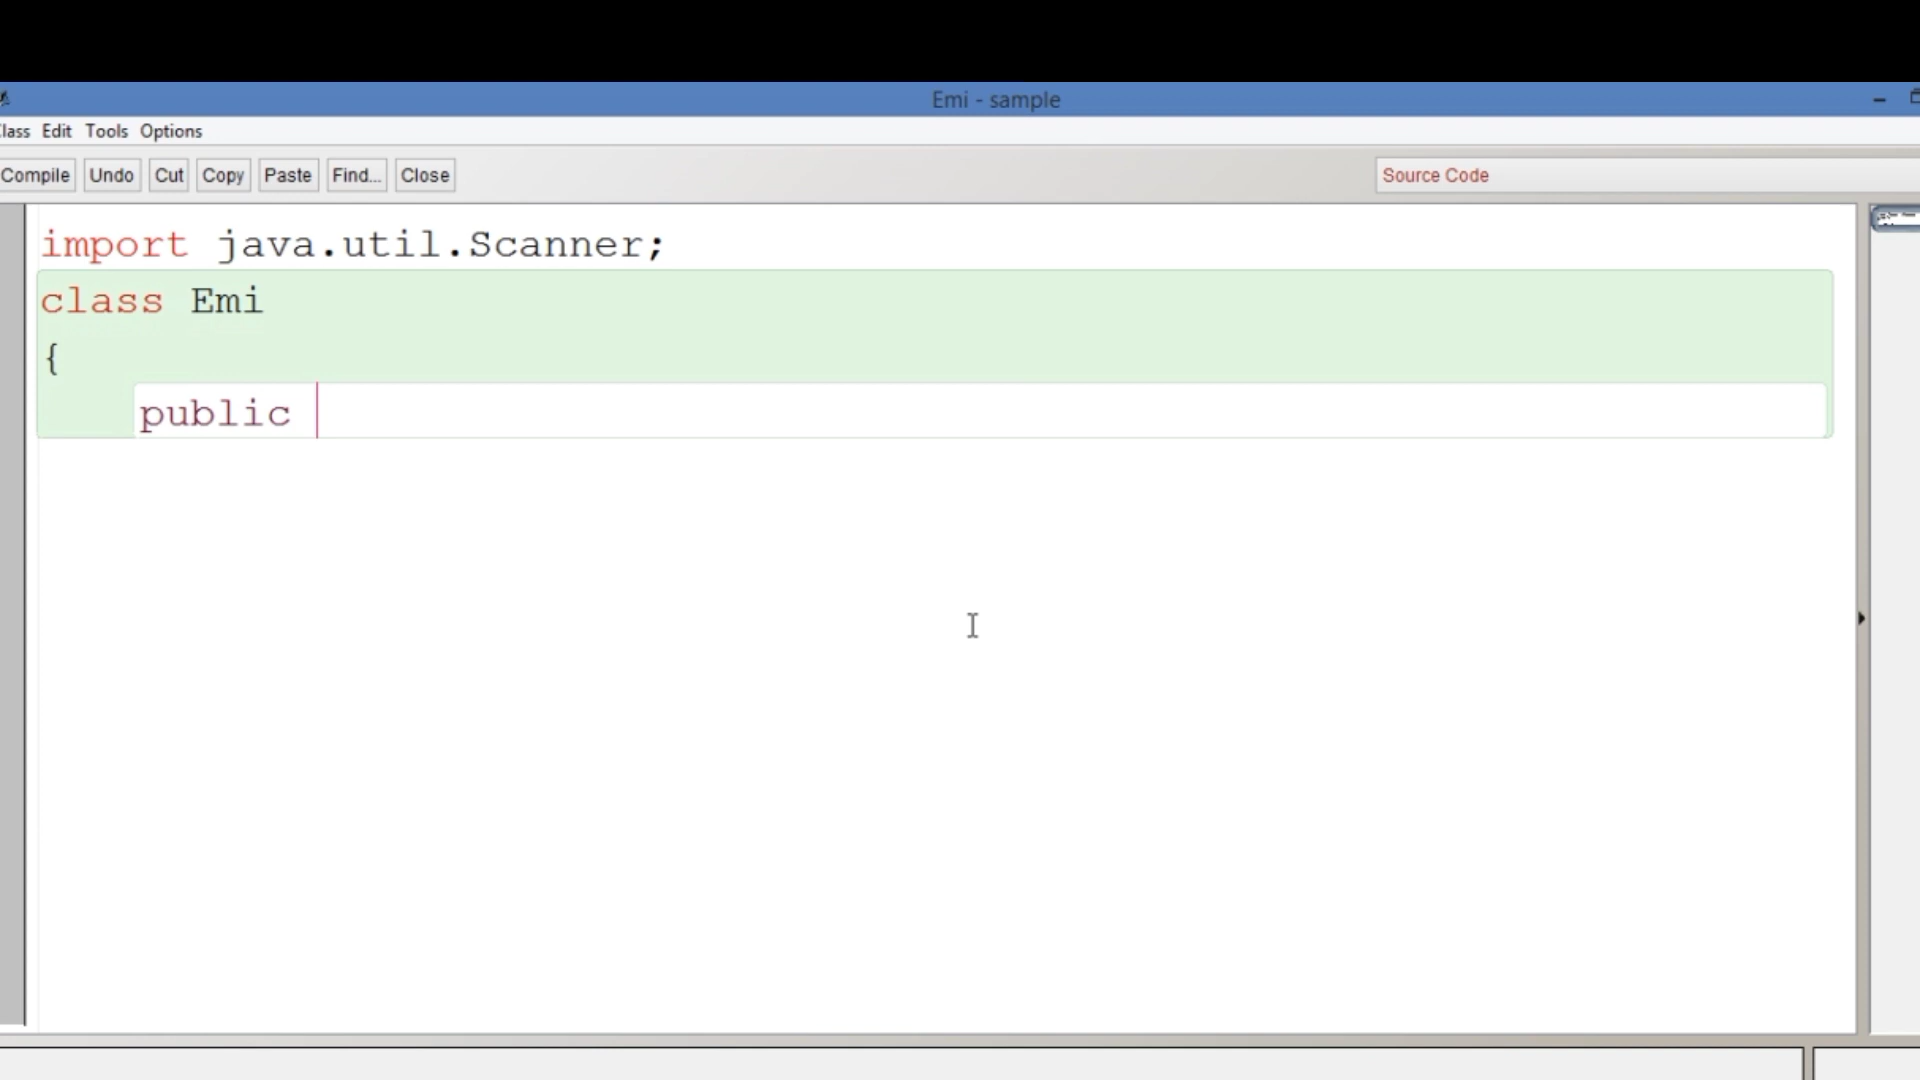 Emi - sample
lass Edit Tools Options
Compile Undo Cut Copy Paste Find... Close Source Code
import java.util.Scanner;
class Emi
{
public